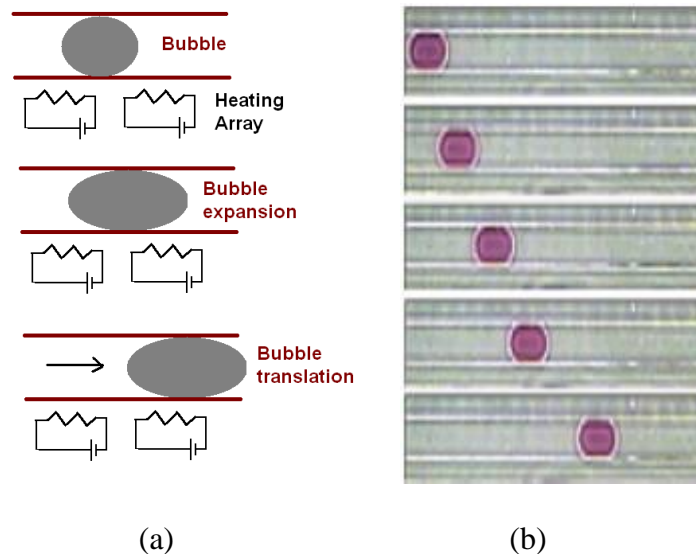 Bubble
Heating
Array
Bubble
expansion
Bubble
translation
(a)
(b)